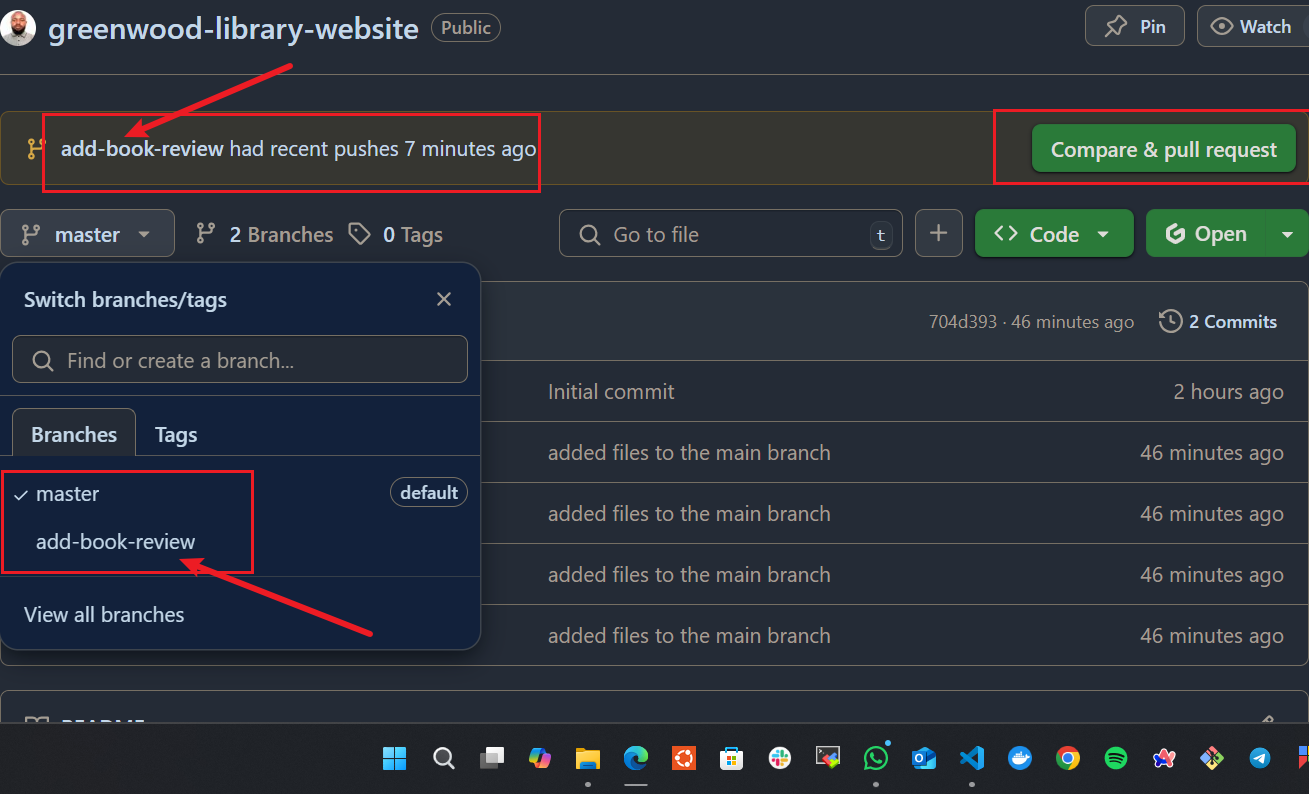 greenwood-library-website Public Pin Watch
add-book-review had recent pushes 7 minutes ago Compare & pull request
master 2 Branches 0 Tags Go to file t Code Open
Switch branches/tags
704d393 · 46 minutes ago 2 Commits
Find or create a branch...
Initial commit 2 hours ago
Branches Tags
added files to the main branch 46 minutes ago
master default
added files to the main branch 46 minutes ago
add-book-review
added files to the main branch 46 minutes ago
View all branches
added files to the main branch 46 minutes ago
README